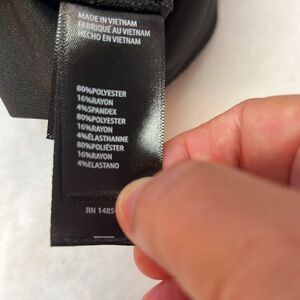 MADE IN VIETNAM
FABRIQUÉ AU VIETNAM
HECHO EN VIETNAM
80%POLYESTER
16%RAYON
4%SPANDEX
80%POLYESTER
16%RAYON
4%ÉLASTHANNE
80%POLIÉSTER
16%RAYON
4%ELASTANO
RN 1485